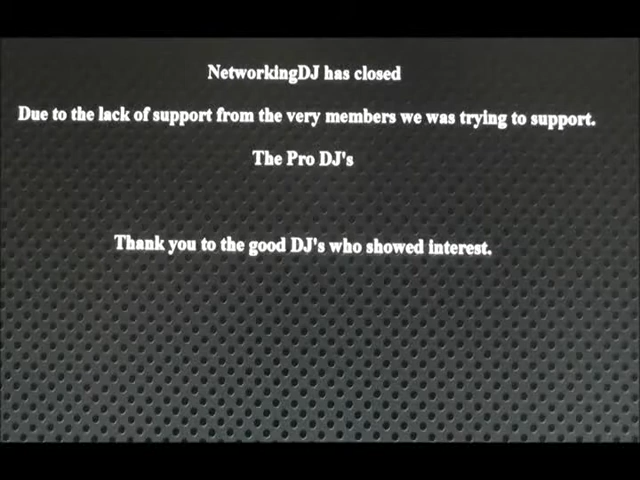 NetworkingDJ has closed
Due to the lack of support from the very members we was trying to support.
The Pro DJ's
Thank you to the good DJ's who showed interest.